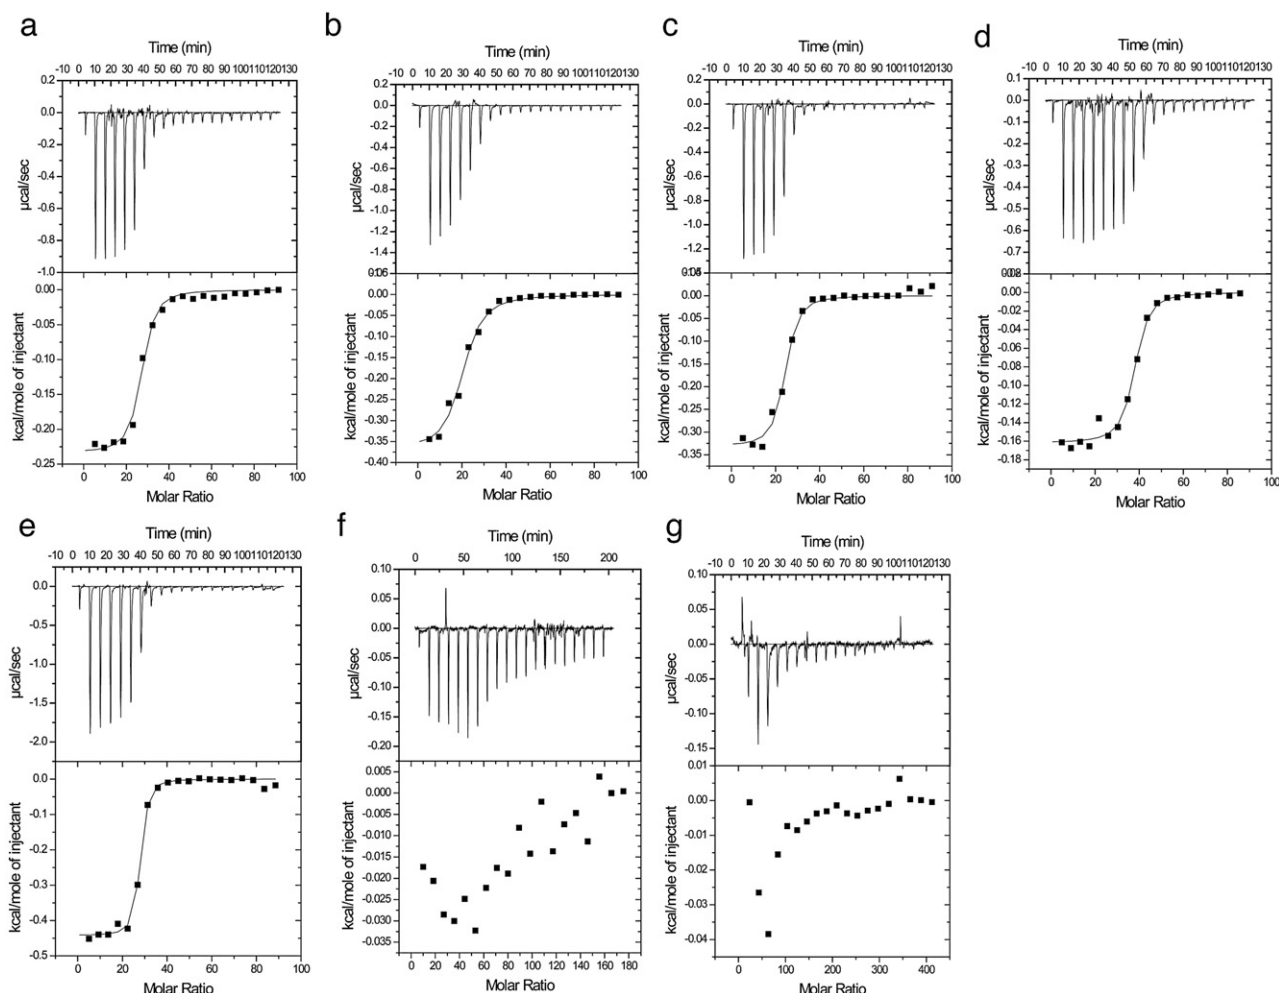 a
Time (min)
-10 0 10 20 30 40 50 60 70 80 90 100110120130
0.2
0.0
-0.2
-0.4
-0.6
-0.8
-1.0
µcal/sec
0.00
-0.05
-0.10
-0.15
-0.20
-0.25
kcal/mole of injectant
0 20 40 60 80 100
Molar Ratio
b
Time (min)
-10 0 10 20 30 40 50 60 70 80 90 100110120130
0.2
0.0
-0.2
-0.4
-0.6
-0.8
-1.0
-1.2
-1.4
µcal/sec
0.00
-0.05
-0.10
-0.15
-0.20
-0.25
-0.30
-0.35
-0.40
kcal/mole of injectant
0 20 40 60 80 100
Molar Ratio
c
Time (min)
-10 0 10 20 30 40 50 60 70 80 90 100110120130
0.2
0.0
-0.2
-0.4
-0.6
-0.8
-1.0
-1.2
µcal/sec
0.00
-0.05
-0.10
-0.15
-0.20
-0.25
-0.30
-0.35
kcal/mole of injectant
0 20 40 60 80 100
Molar Ratio
d
Time (min)
-10 0 10 20 30 40 50 60 70 80 90 100110120130
0.1
0.0
-0.1
-0.2
-0.3
-0.4
-0.5
-0.6
-0.7
µcal/sec
0.00
-0.02
-0.04
-0.06
-0.08
-0.10
-0.12
-0.14
-0.16
-0.18
kcal/mole of injectant
0 20 40 60 80 100
Molar Ratio
e
Time (min)
-10 0 10 20 30 40 50 60 70 80 90 100110120130
0.0
-0.5
-1.0
-1.5
-2.0
µcal/sec
0.0
-0.1
-0.2
-0.3
-0.4
-0.5
kcal/mole of injectant
0 20 40 60 80 100
Molar Ratio
f
Time (min)
0 50 100 150 200
0.10
0.05
0.00
-0.05
-0.10
-0.15
-0.20
µcal/sec
0.005
0.000
-0.005
-0.010
-0.015
-0.020
-0.025
-0.030
-0.035
kcal/mole of injectant
0 20 40 60 80 100 120 140 160 180
Molar Ratio
g
Time (min)
-10 0 10 20 30 40 50 60 70 80 90 100110120130
0.10
0.05
0.00
-0.05
-0.10
-0.15
µcal/sec
0.01
0.00
-0.01
-0.02
-0.03
-0.04
kcal/mole of injectant
0 100 200 300 400
Molar Ratio